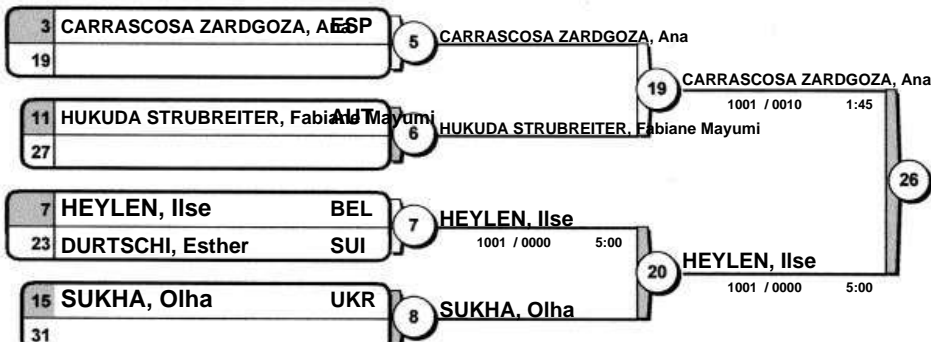 3 CARRASCOSA ZARDGOZA, Ana ESP
19
5 CARRASCOSA ZARDGOZA, Ana
11 HUKUDA STRUBREITER, Fabiane Mayumi AUT
27
6 HUKUDA STRUBREITER, Fabiane Mayumi
19 CARRASCOSA ZARDGOZA, Ana
1001 / 0010 1:45
26
7 HEYLEN, Ilse BEL
23 DURTSCHI, Esther SUI
7 HEYLEN, Ilse
1001 / 0000 5:00
15 SUKHA, Olha UKR
31
8 SUKHA, Olha
20 HEYLEN, Ilse
1001 / 0000 5:00